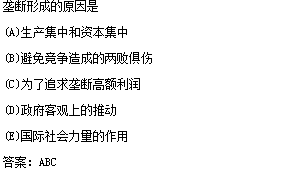 垄断形成的原因是
(A)生产集中和资本集中
(B)避免竞争造成的两败俱伤
(C)为了追求垄断高额利润
(D)政府客观上的推动
(E)国际社会力量的作用
答案：ABC